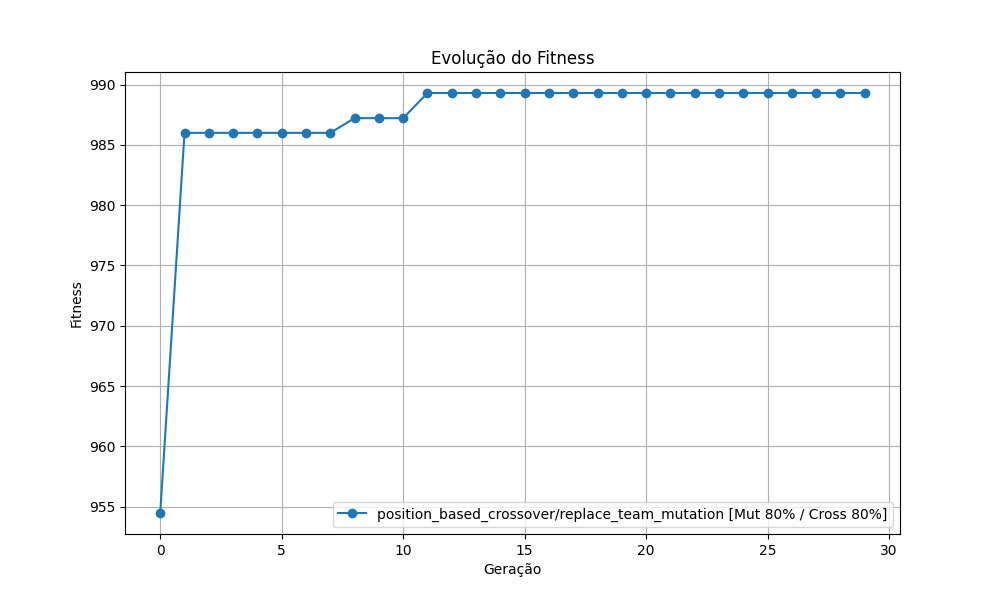 Evolução do Fitness
990
985
980
975
970
965
960
955
Fitness
position_based_crossover/replace_team_mutation [Mut 80% / Cross 80%]
0 5 10 15 20 25 30
Geração